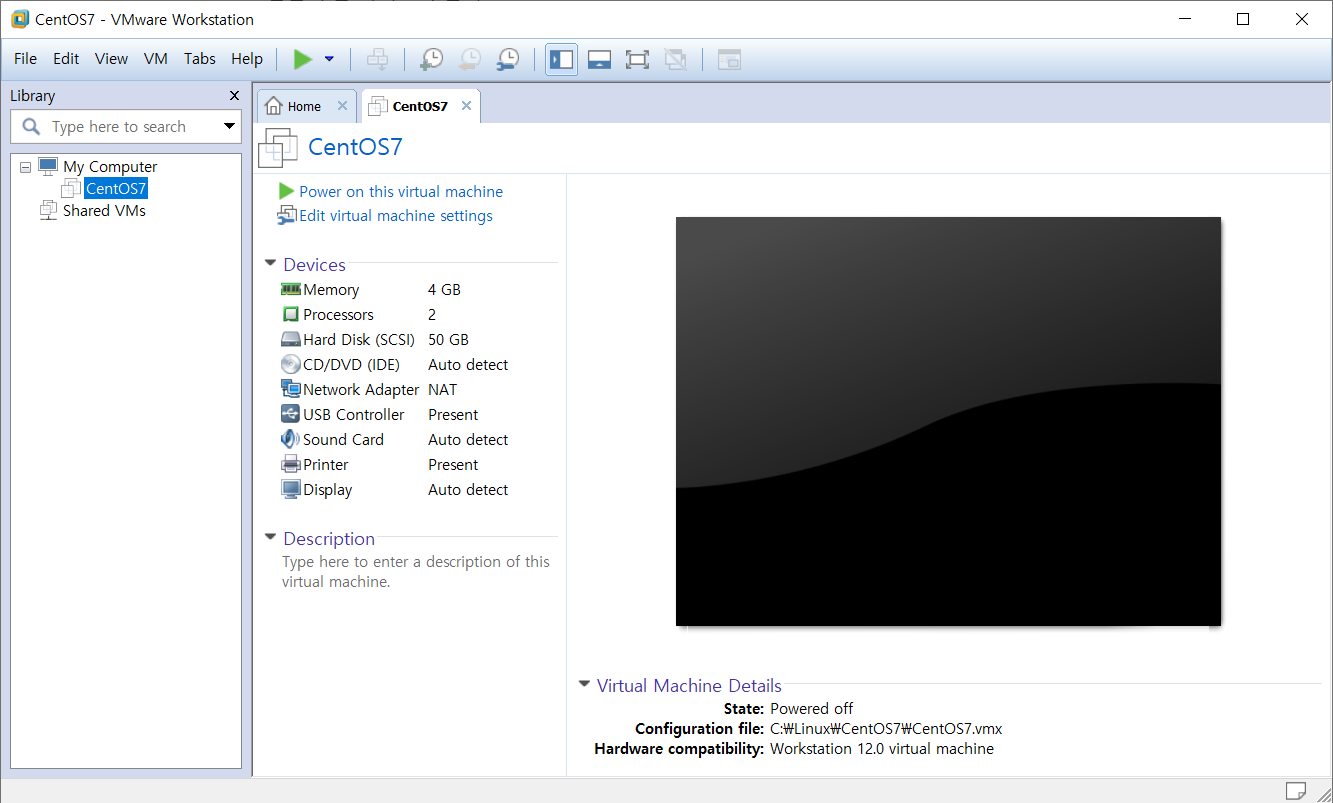 CentOS7 - VMware Workstation
File Edit View VM Tabs Help
Library
Type here to search
My Computer
CentOS7
Shared VMs
Home
CentOS7
CentOS7
Power on this virtual machine
Edit virtual machine settings
Devices
Memory 4 GB
Processors 2
Hard Disk (SCSI) 50 GB
CD/DVD (IDE) Auto detect
Network Adapter NAT
USB Controller Present
Sound Card Auto detect
Printer Present
Display Auto detect
Description
Type here to enter a description of this
virtual machine.
Virtual Machine Details
State: Powered off
Configuration file: C:₩Linux₩CentOS7₩CentOS7.vmx
Hardware compatibility: Workstation 12.0 virtual machine